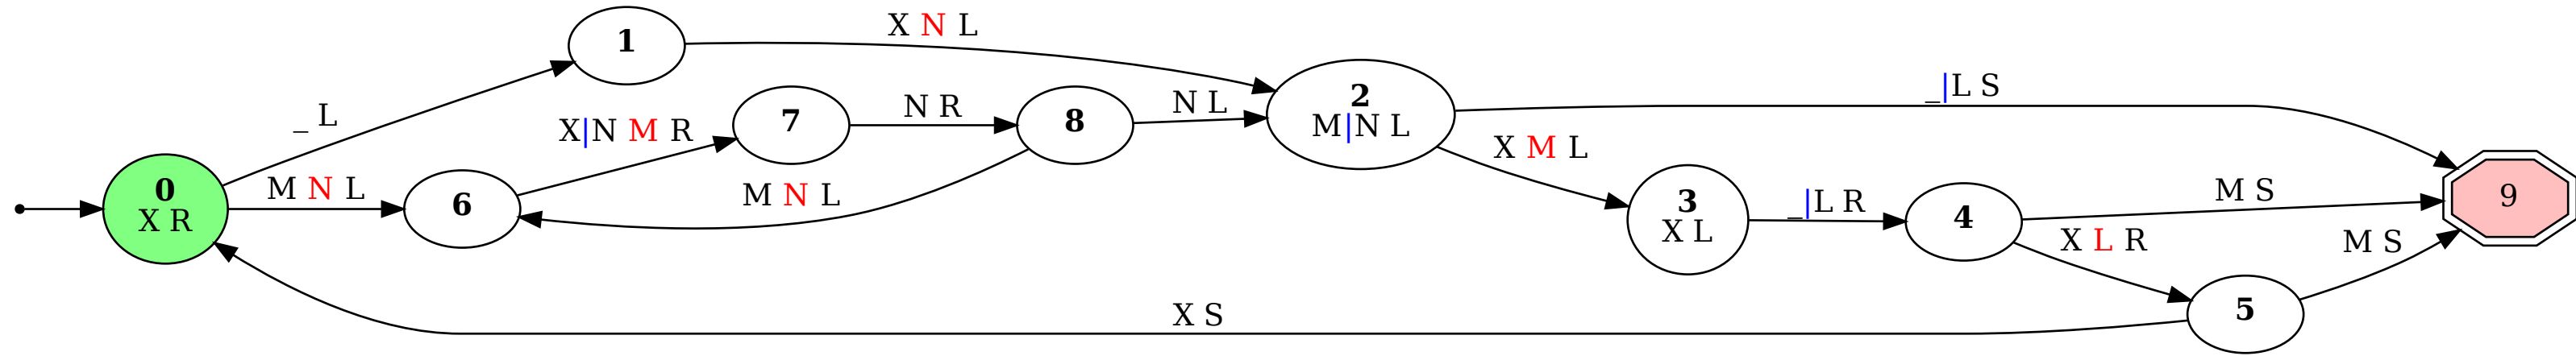 1
X N L
_ L
X|N M R
7
N R
8
N L
2
M|N L
_|L S
0
X R
M N L
6
M N L
X M L
3
X L
_|L R
4
M S
9
X L R
M S
X S
5